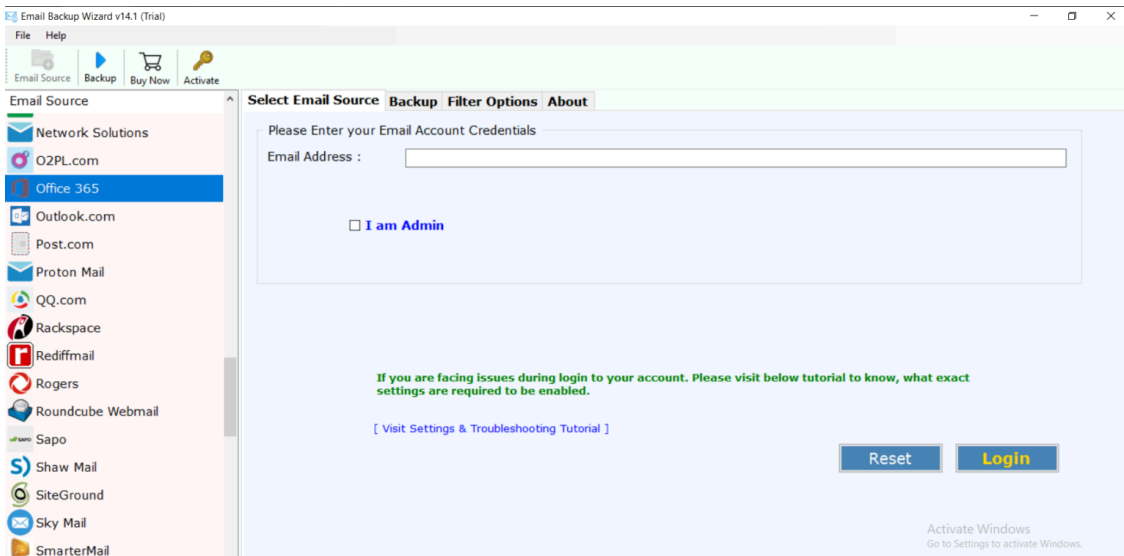 Email Backup Wizard v14.1 (Trial)
File Help
Email Source Backup Buy Now Activate
Email Source
Network Solutions
O2PL.com
Office 365
Outlook.com
Post.com
Proton Mail
QQ.com
Rackspace
Rediffmail
Rogers
Roundcube Webmail
SAPO Sapo
Shaw Mail
SiteGround
Sky Mail
SmarterMail
Select Email Source Backup Filter Options About
Please Enter your Email Account Credentials
Email Address :
I am Admin
If you are facing issues during login to your account. Please visit below tutorial to know, what exact
settings are required to be enabled.
[ Visit Settings & Troubleshooting Tutorial ]
Reset Login
Activate Windows
Go to Settings to activate Windows.